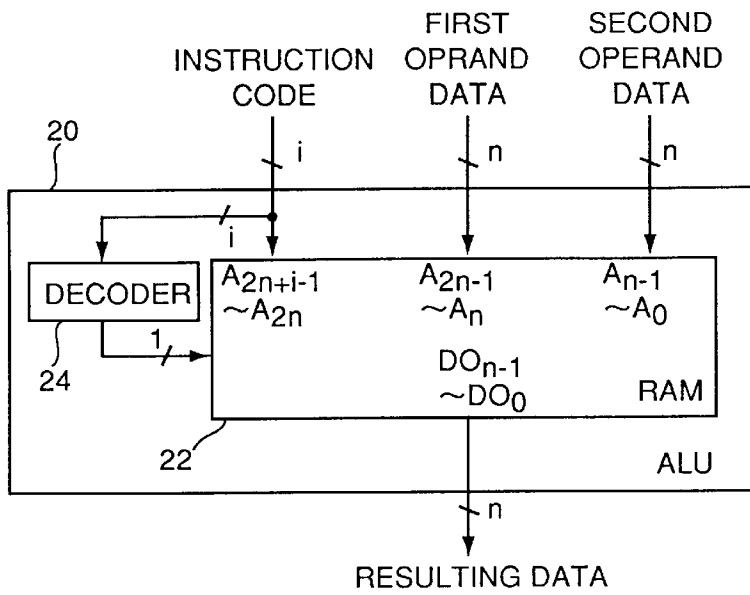 INSTRUCTION
CODE
FIRST
OPRAND
DATA
SECOND
OPERAND
DATA
20
i
n
n
i
DECODER
24
1
A2n+i-1
~A2n
A2n-1
~An
An-1
~A0
DOn-1
~DO0
RAM
22
ALU
n
RESULTING DATA